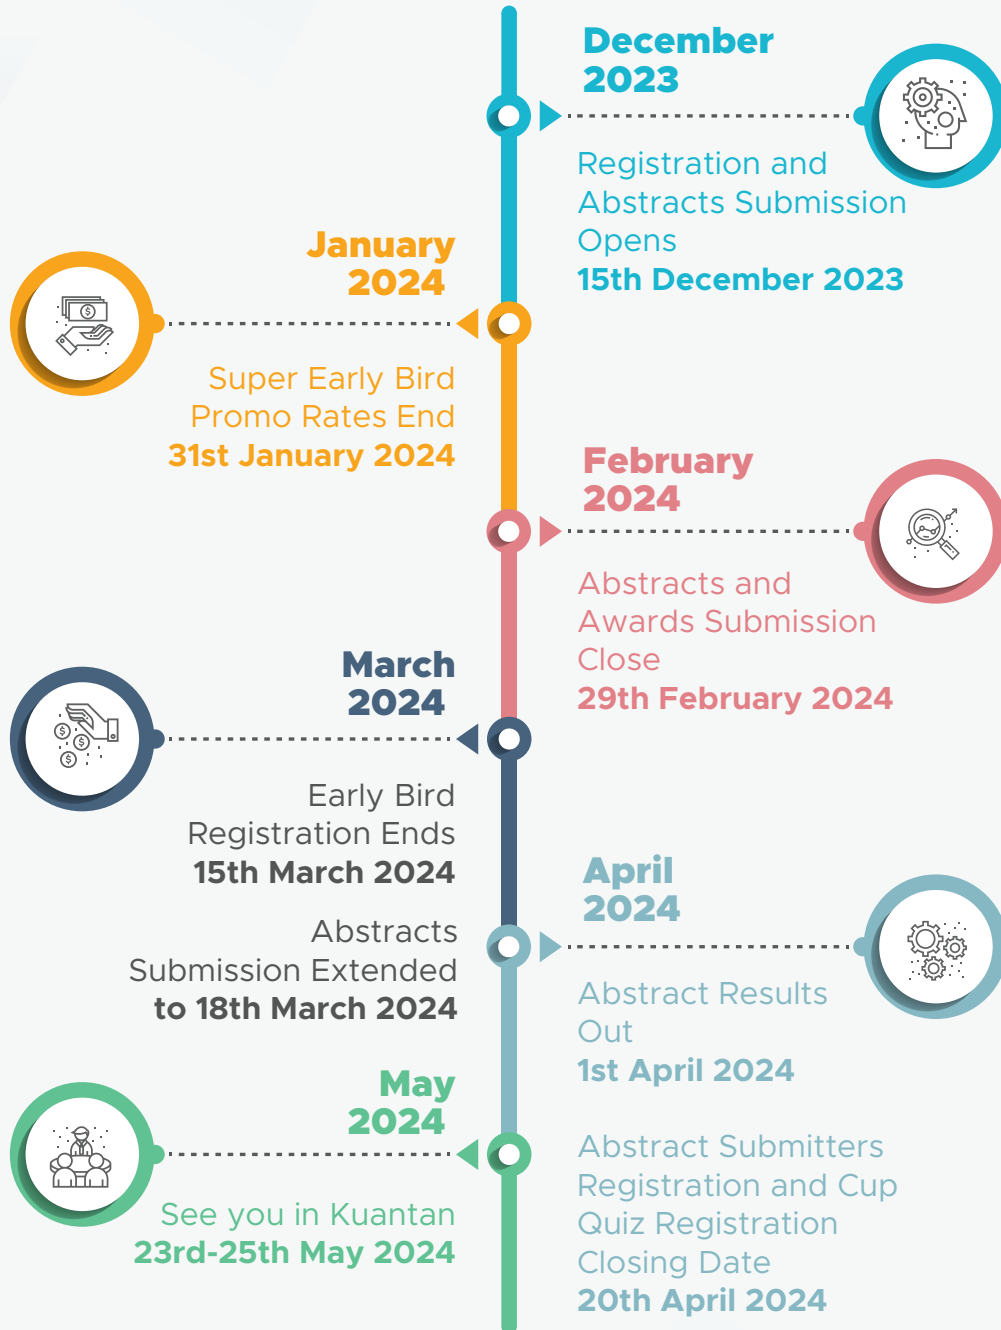 December
2023
Registration and
Abstracts Submission
Opens
15th December 2023
January
2024
Super Early Bird
Promo Rates End
31st January 2024
February
2024
Abstracts and
Awards Submission
Close
29th February 2024
March
2024
Early Bird
Registration Ends
15th March 2024
Abstracts
Submission Extended
to 18th March 2024
April
2024
Abstract Results
Out
1st April 2024
Abstract Submitters
Registration and Cup
Quiz Registration
Closing Date
20th April 2024
May
2024
See you in Kuantan
23rd-25th May 2024